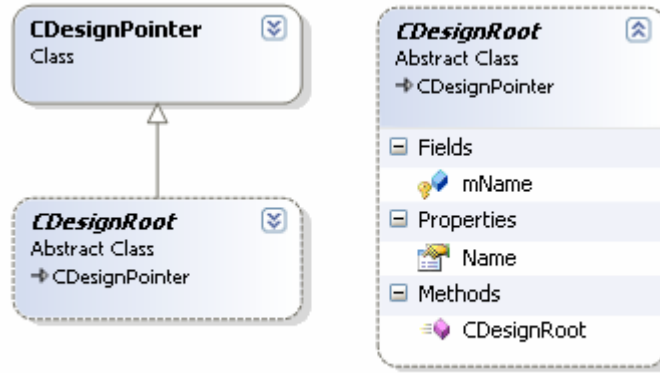 CDesignPointer
Class
CDesignRoot
Abstract Class
CDesignPointer
CDesignRoot
Abstract Class
CDesignPointer
Fields
mName
Properties
Name
Methods
CDesignRoot